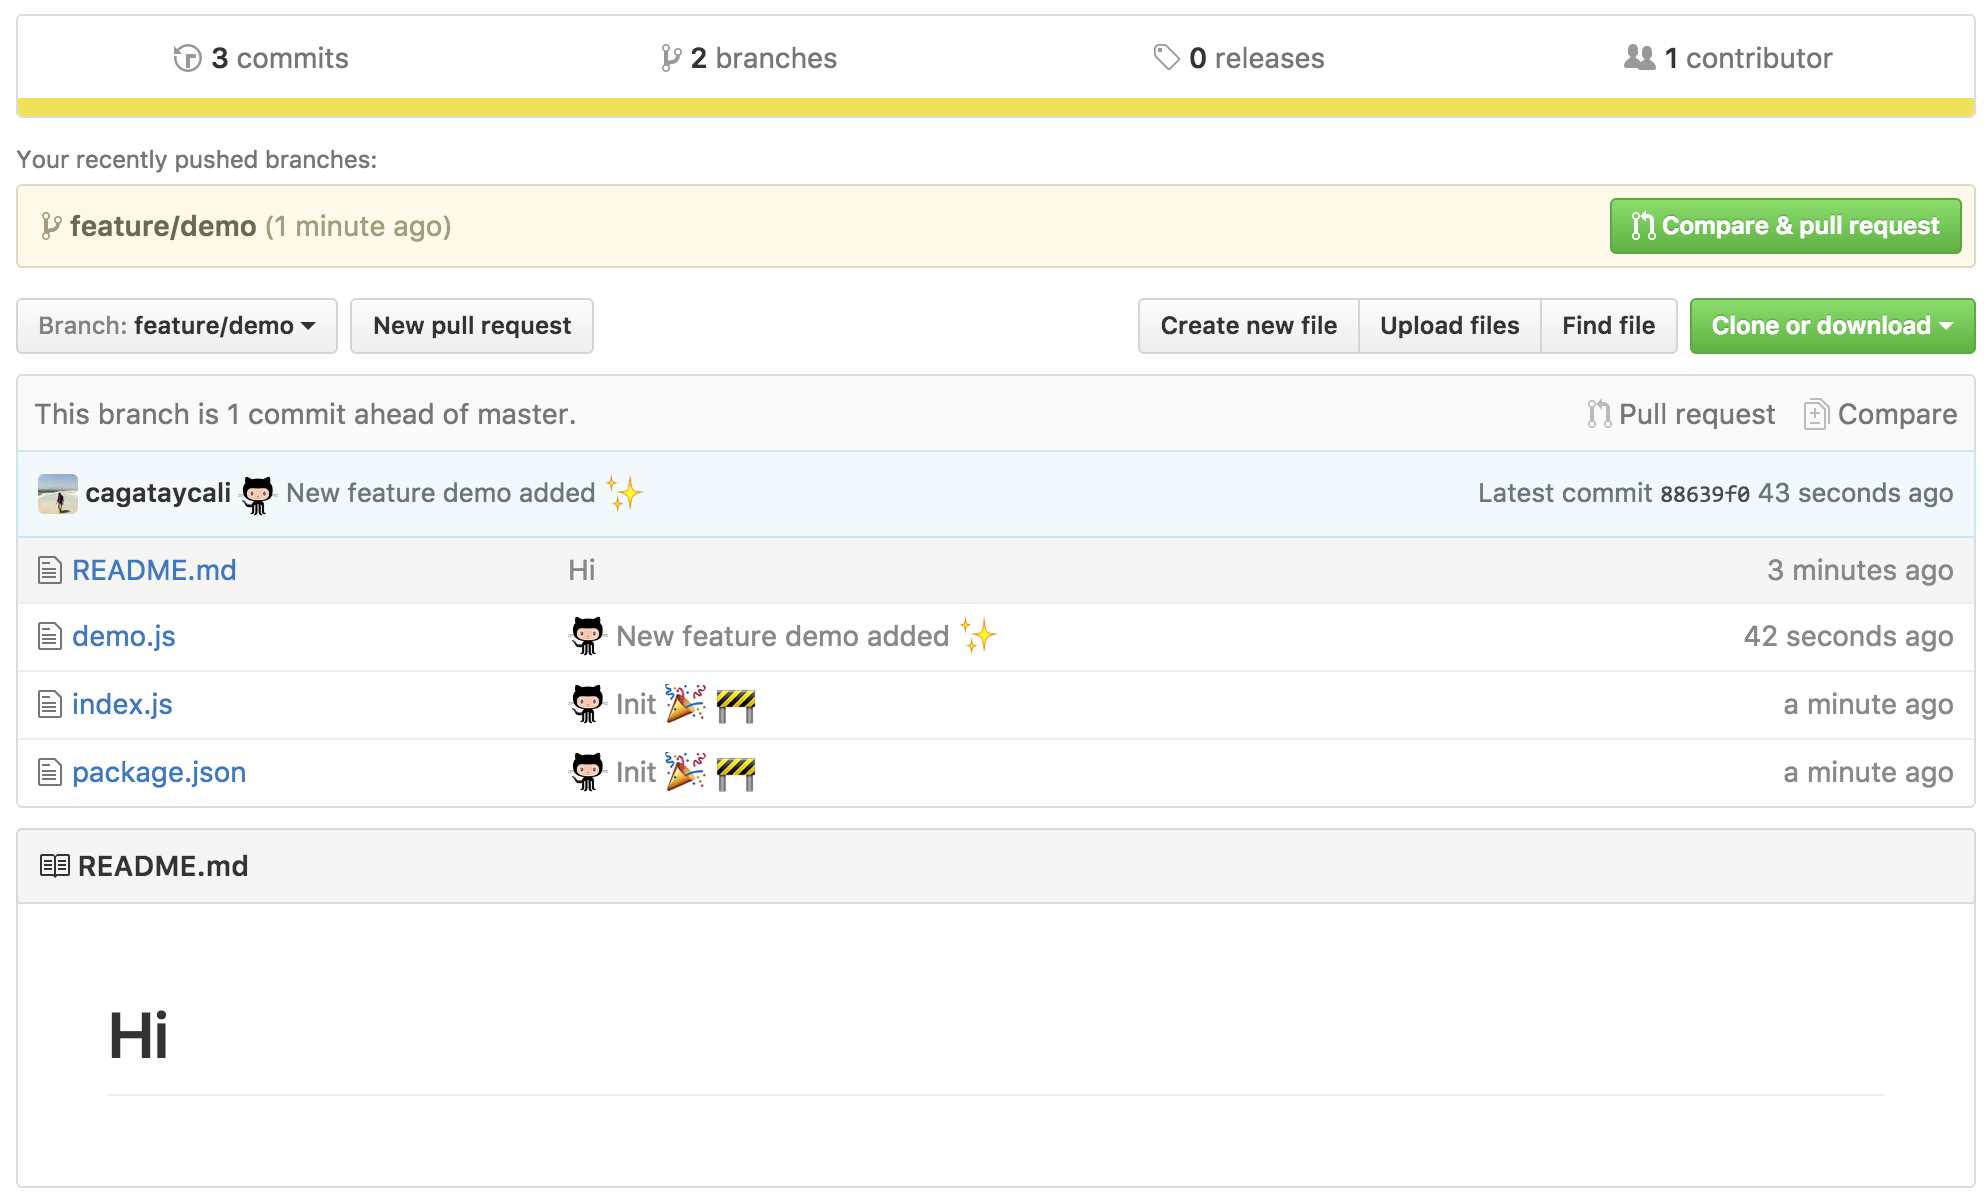 3 commits 2 branches 0 releases 1 contributor
Your recently pushed branches:
feature/demo (1 minute ago) Compare & pull request
Branch: feature/demo New pull request Create new file Upload files Find file Clone or download
This branch is 1 commit ahead of master. Pull request Compare
cagataycali New feature demo added ✨ Latest commit 88639f0 43 seconds ago
README.md Hi 3 minutes ago
demo.js New feature demo added ✨ 42 seconds ago
index.js Init 🎉 🚧 a minute ago
package.json Init 🎉 🚧 a minute ago
README.md
Hi